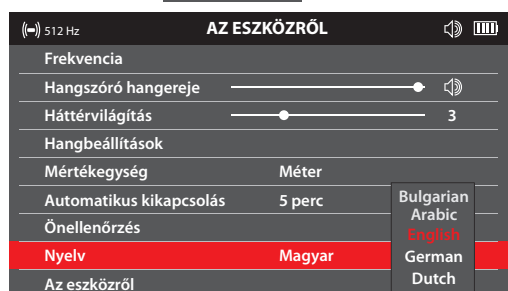 512 Hz AZ ESZKÖZRŐL
Frekvencia
Hangszóró hangereje
Háttérvilágítás 3
Hangbeállítások
Mértékegység Méter
Automatikus kikapcsolás 5 perc
Önellenőrzés
Nyelv Magyar
Az eszközről
Bulgarian
Arabic
English
German
Dutch